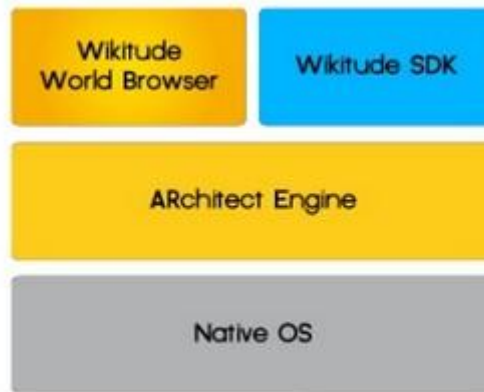 Wikitude
World Browser
Wikitude SDK
ARchitect Engine
Native OS